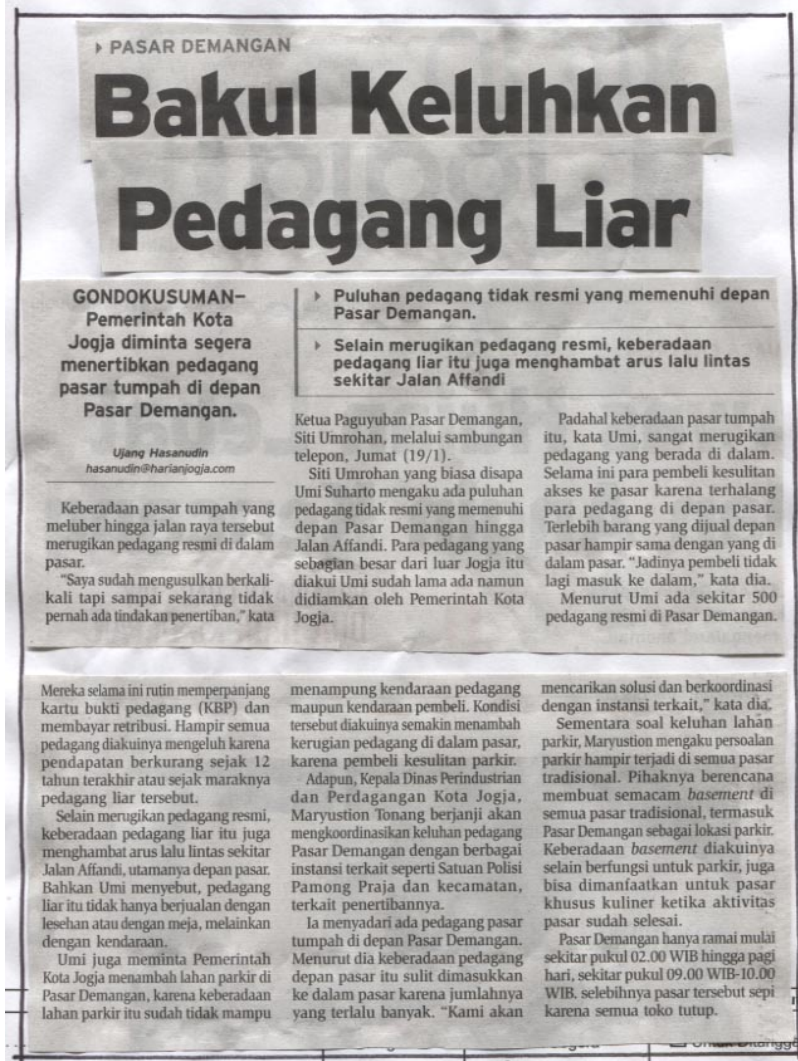 PASAR DEMANGAN
Bakul Keluhkan
Pedagang Liar
GONDOKUSUMAN—
Pemerintah Kota
Jogja diminta segera
menertibkan pedagang
pasar tumpah di depan
Pasar Demangan.
Ujang Hasanudin
hasanudin@harianjogja.com
Puluhan pedagang tidak resmi yang memenuhi depan
Pasar Demangan.
Selain merugikan pedagang resmi, keberadaan
pedagang liar itu juga menghambat arus lalu lintas
sekitar Jalan Affandi
Keberadaan pasar tumpah yang
meluber hingga jalan raya tersebut
merugikan pedagang resmi di dalam
pasar.
"Saya sudah mengusulkan berkali-
kali tapi sampai sekarang tidak
pernah ada tindakan penertiban," kata
Ketua Paguyuban Pasar Demangan,
Siti Umrohan, melalui sambungan
telepon, Jumat (19/1).
Siti Umrohan yang biasa disapa
Umi Suharto mengaku ada puluhan
pedagang tidak resmi yang memenuhi
depan Pasar Demangan hingga
Jalan Affandi. Para pedagang yang
sebagian besar dari luar Jogja itu
diakui Umi sudah lama ada namun
didiamkan oleh Pemerintah Kota
Jogja.
Padahal keberadaan pasar tumpah
itu, kata Umi, sangat merugikan
pedagang yang berada di dalam.
Selama ini para pembeli kesulitan
akses ke pasar karena terhalang
para pedagang di depan pasar.
Terlebih barang yang dijual depan
pasar hampir sama dengan yang di
dalam pasar. "Jadinya pembeli tidak
lagi masuk ke dalam," kata dia.
Menurut Umi ada sekitar 500
pedagang resmi di Pasar Demangan.
Mereka selama ini rutin memperpanjang
kartu bukti pedagang (KBP) dan
membayar retribusi. Hampir semua
pedagang diakuinya mengeluh karena
pendapatan berkurang sejak 12
tahun terakhir atau sejak maraknya
pedagang liar tersebut.
Selain merugikan pedagang resmi,
keberadaan pedagang liar itu juga
menghambat arus lalu lintas sekitar
Jalan Affandi, utamanya depan pasar.
Bahkan Umi menyebut, pedagang
liar itu tidak hanya berjualan dengan
lesehan atau dengan meja, melainkan
dengan kendaraan.
Umi juga meminta Pemerintah
Kota Jogja menambah lahan parkir di
Pasar Demangan, karena keberadaan
lahan parkir itu sudah tidak mampu
menampung kendaraan pedagang
maupun kendaraan pembeli. Kondisi
tersebut diakuinya semakin menambah
kerugian pedagang di dalam pasar,
karena pembeli kesulitan parkir.
Adapun, Kepala Dinas Perindustrian
dan Perdagangan Kota Jogja,
Maryustion Tonang berjanji akan
mengkoordinasikan keluhan pedagang
Pasar Demangan dengan berbagai
instansi terkait seperti Satuan Polisi
Pamong Praja dan kecamatan,
terkait penertibannya.
Ia menyadari ada pedagang pasar
tumpah di depan Pasar Demangan.
Menurut dia keberadaan pedagang
depan pasar itu sulit dimasukkan
ke dalam pasar karena jumlahnya
yang terlalu banyak. "Kami akan
mencarikan solusi dan berkoordinasi
dengan instansi terkait," kata dia.
Sementara soal keluhan lahan
parkir, Maryustion mengaku persoalan
parkir hampir terjadi di semua pasar
tradisional. Pihaknya berencana
membuat semacam basement di
semua pasar tradisional, termasuk
Pasar Demangan sebagai lokasi parkir.
Keberadaan basement diakuinya
selain berfungsi untuk parkir, juga
bisa dimanfaatkan untuk pasar
khusus kuliner ketika aktivitas
pasar sudah selesai.
Pasar Demangan hanya ramai mulai
sekitar pukul 02.00 WIB hingga pagi
hari, sekitar pukul 09.00 WIB-10.00
WIB, selebihnya pasar tersebut sepi
karena semua toko tutup.